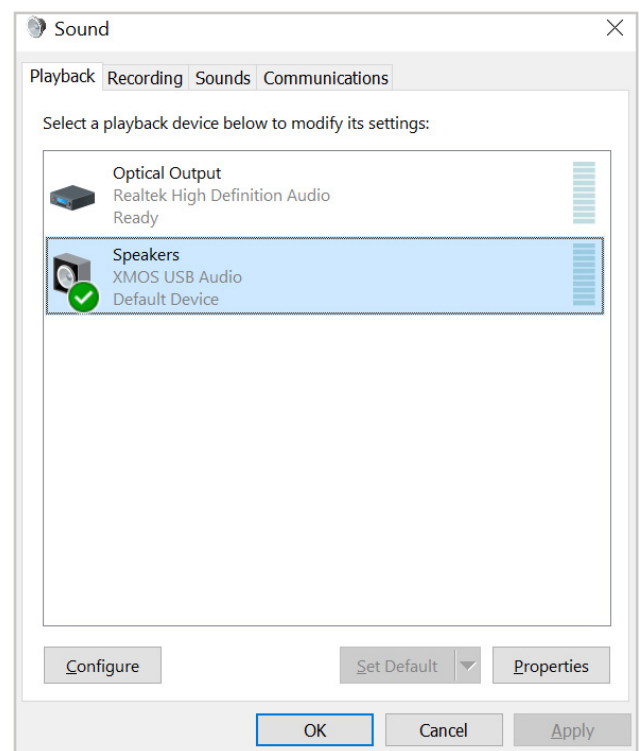 Sound
Playback Recording Sounds Communications
Select a playback device below to modify its settings:
Optical Output
Realtek High Definition Audio
Ready
Speakers
XMOS USB Audio
Default Device
Configure Set Default Properties
OK Cancel Apply